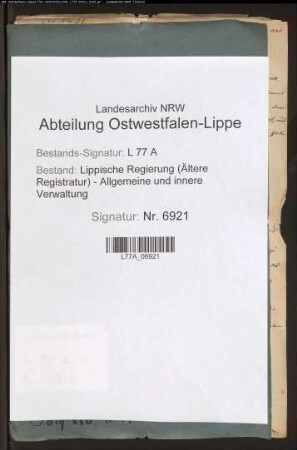 Landesarchiv NRW
Abteilung Ostwestfalen-Lippe
Bestands-Signatur: L 77 A
Bestand: Lippische Regierung (Ältere
Registratur) - Allgemeine und innere
Verwaltung
Signatur: Nr. 6921
L77A_06921